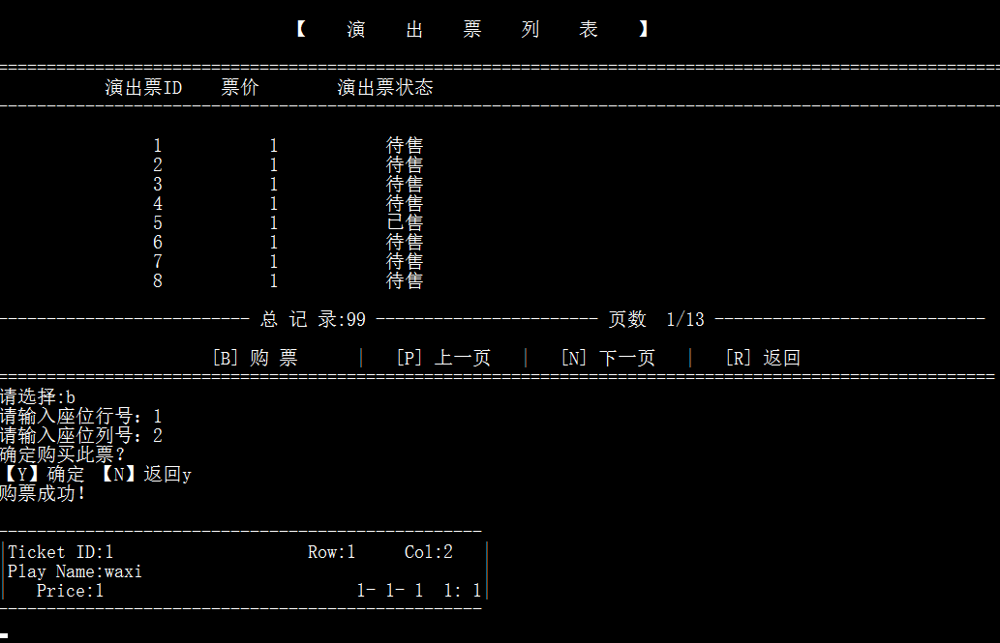 【 演 出 票 列 表 】
演出票ID 票价 演出票状态
1 1 待售
2 1 待售
3 1 待售
4 1 待售
5 1 已售
6 1 待售
7 1 待售
8 1 待售
总 记 录:99 页数 1/13
[B] 购 票 | [P] 上一页 | [N] 下一页 | [R] 返回
请选择:b
请输入座位行号：1
请输入座位列号：2
确定购买此票？
【Y】确定 【N】返回y
购票成功！
Ticket ID:1 Row:1 Col:2
Play Name:waxi
Price:1 1- 1- 1 1: 1